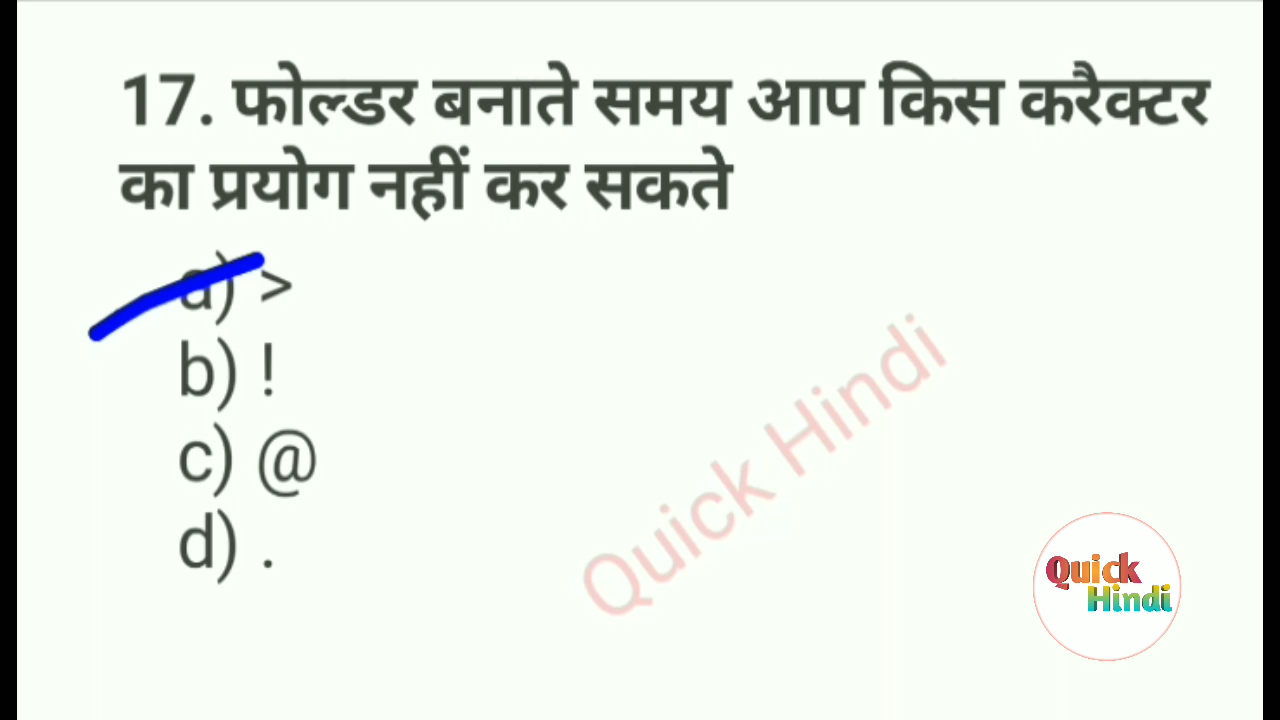 17. फोल्डर बनाते समय आप किस करैक्टर
का प्रयोग नहीं कर सकते
a) >
b) !
c) @
d) .
Quick Hindi
Quick
Hindi